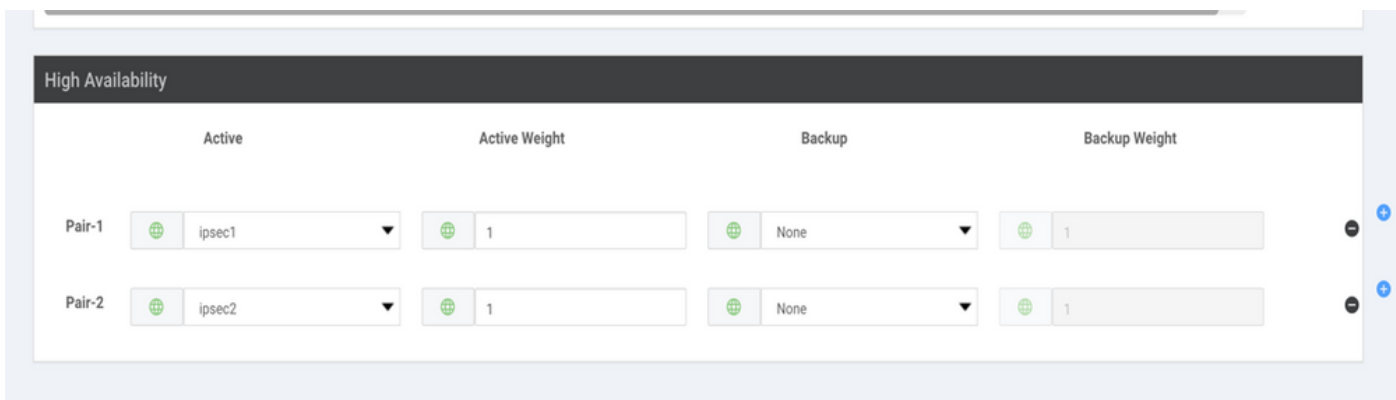 High Availability
Active Active Weight Backup Backup Weight
Pair-1 ipsec1 1 None 1
Pair-2 ipsec2 1 None 1